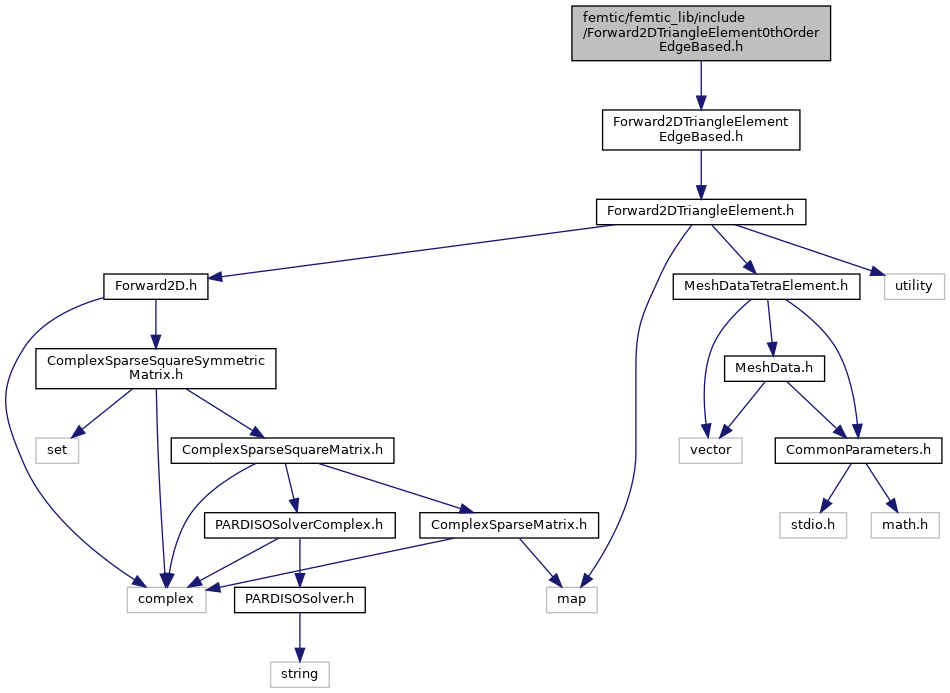 femtic/femtic_lib/include
/Forward2DTriangleElement0thOrder
EdgeBased.h
Forward2DTriangleElement
EdgeBased.h
Forward2DTriangleElement.h
Forward2D.h
MeshDataTetraElement.h
utility
ComplexSparseSquareSymmetric
Matrix.h
MeshData.h
set
ComplexSparseSquareMatrix.h
vector
CommonParameters.h
PARDISOSolverComplex.h
ComplexSparseMatrix.h
stdio.h
math.h
complex
PARDISOSolver.h
map
string